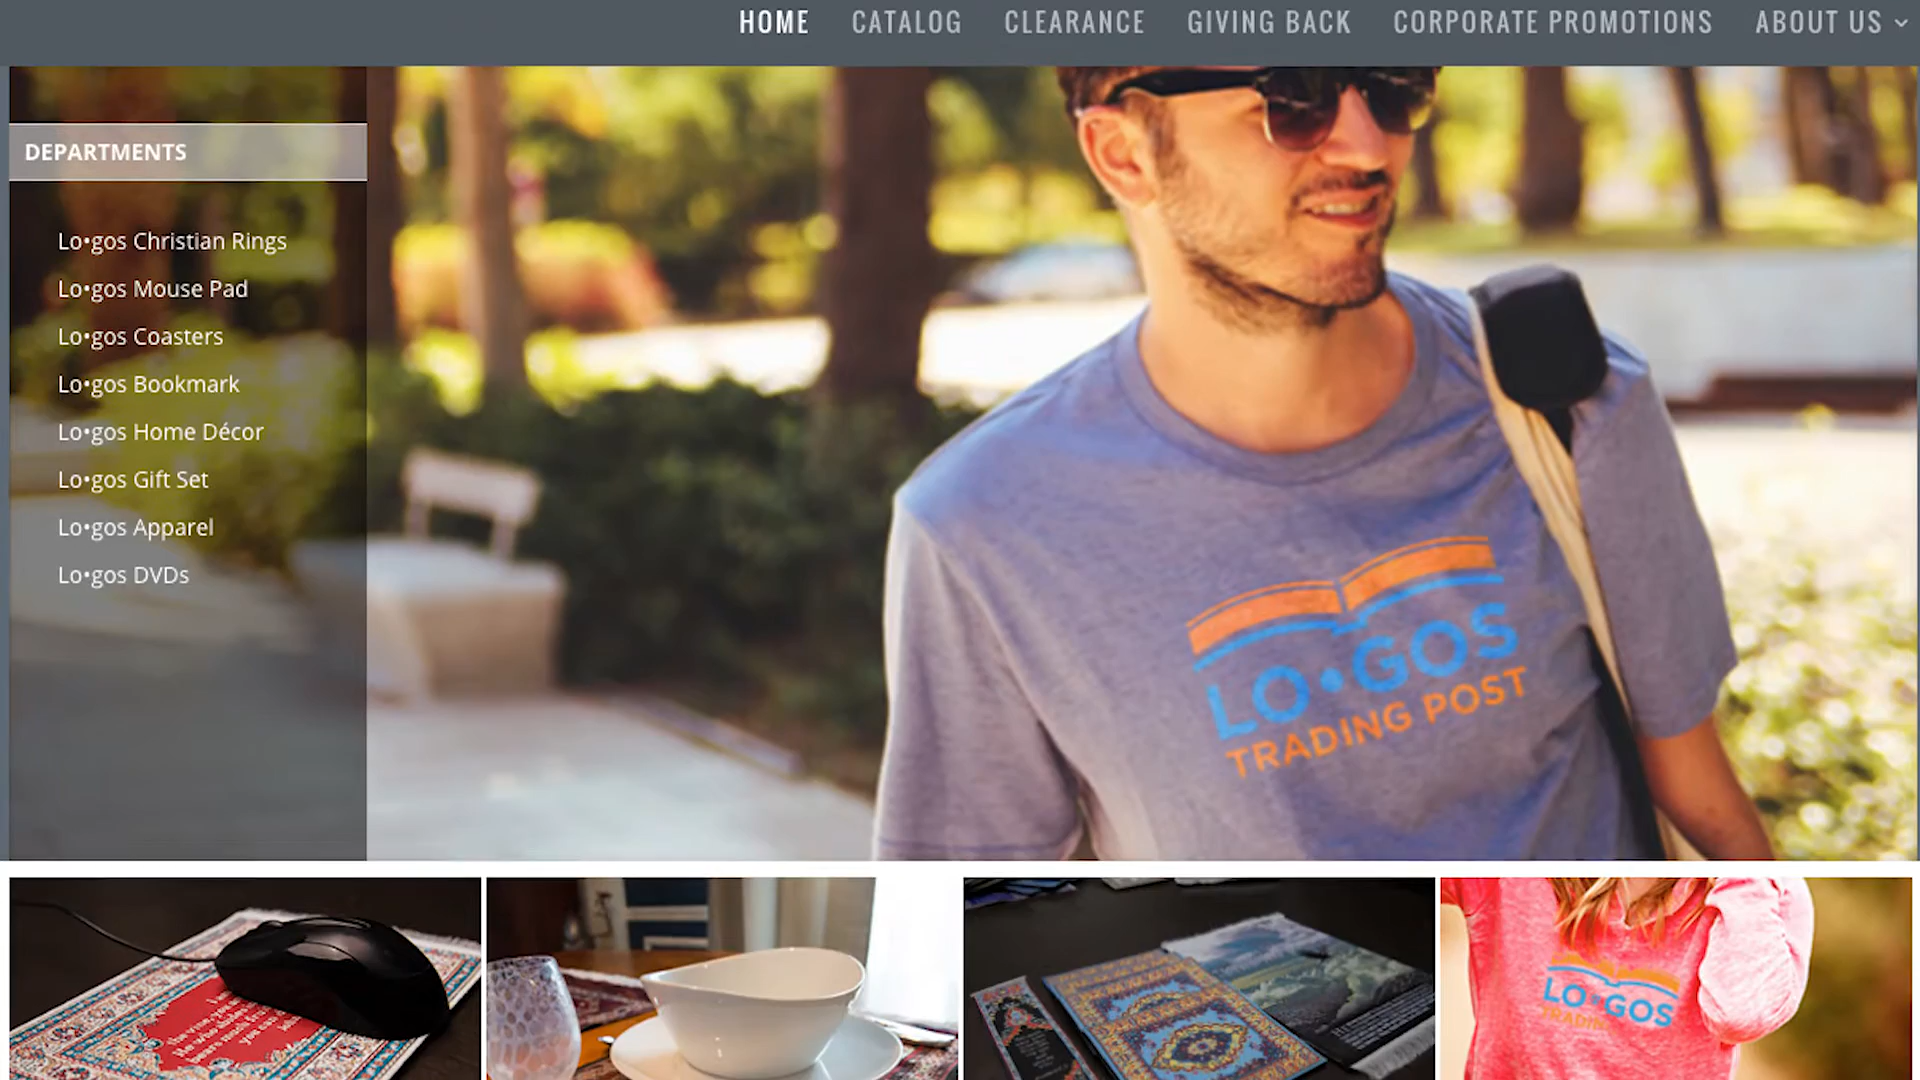 HOME CATALOG CLEARANCE GIVING BACK CORPORATE PROMOTIONS ABOUT US
DEPARTMENTS
Lo•gos Christian Rings
Lo•gos Mouse Pad
Lo•gos Coasters
Lo•gos Bookmark
Lo•gos Home Décor
Lo•gos Gift Set
Lo•gos Apparel
Lo•gos DVDs
LO•GOS
TRADING POST
LO•GOS